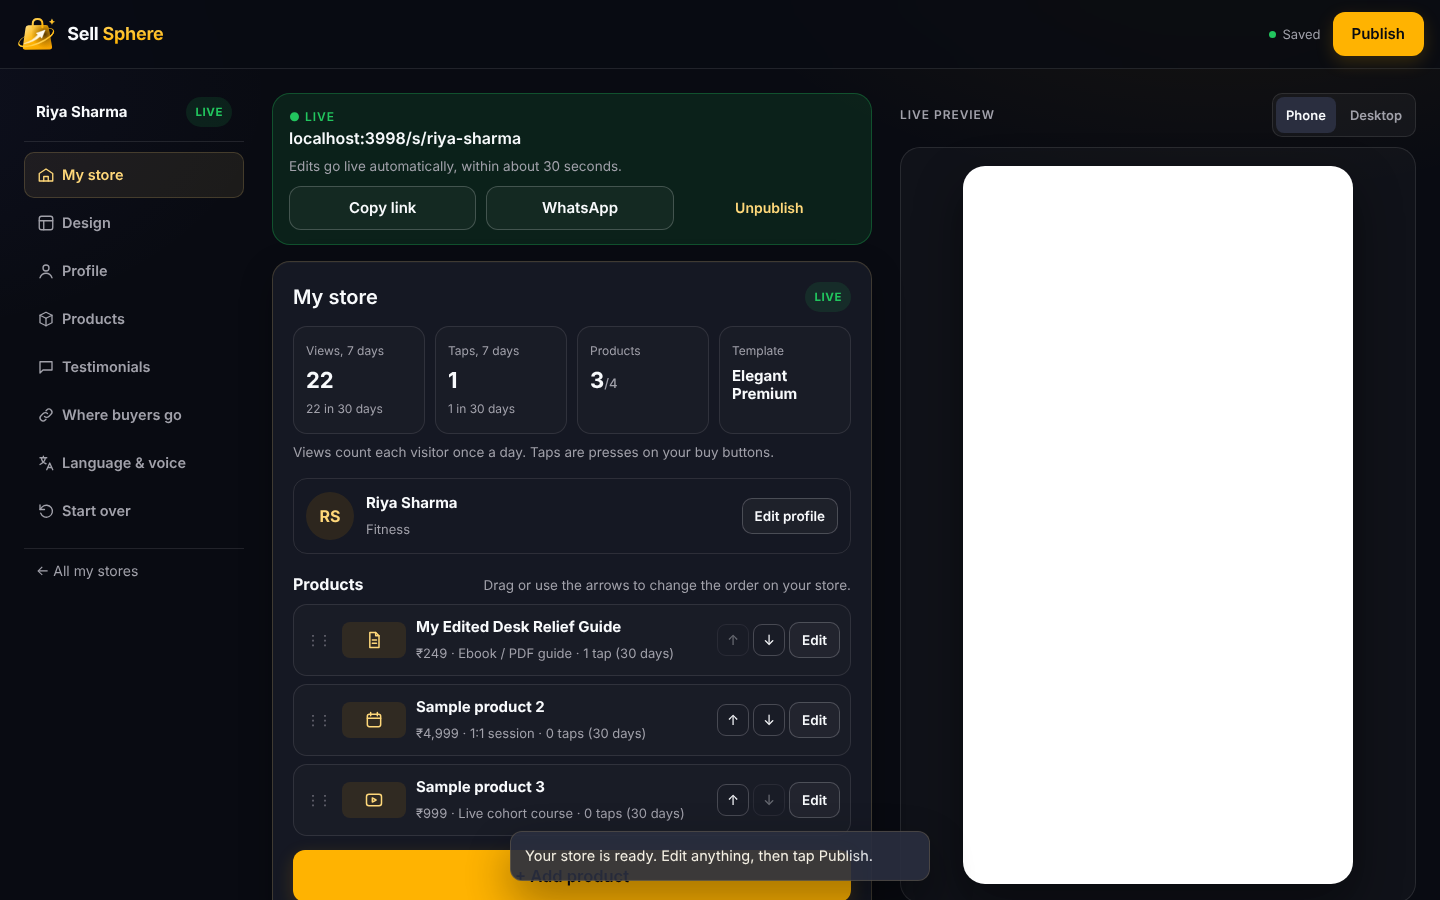 Sell Sphere
Saved
Publish
Riya Sharma
LIVE
My store
Design
Profile
Products
Testimonials
Where buyers go
Language & voice
Start over
← All my stores
LIVE
localhost:3998/s/riya-sharma
Edits go live automatically, within about 30 seconds.
Copy link
WhatsApp
Unpublish
My store
LIVE
Views, 7 days
22
22 in 30 days
Taps, 7 days
1
1 in 30 days
Products
3/4
Template
Elegant
Premium
Views count each visitor once a day. Taps are presses on your buy buttons.
RS
Riya Sharma
Fitness
Edit profile
Products
Drag or use the arrows to change the order on your store.
My Edited Desk Relief Guide
₹249 · Ebook / PDF guide · 1 tap (30 days)
↑ ↓ Edit
Sample product 2
₹4,999 · 1:1 session · 0 taps (30 days)
↑ ↓ Edit
Sample product 3
₹999 · Live cohort course · 0 taps (30 days)
↑ ↓ Edit
Your store is ready. Edit anything, then tap Publish.
+ Add product
LIVE PREVIEW
Phone
Desktop